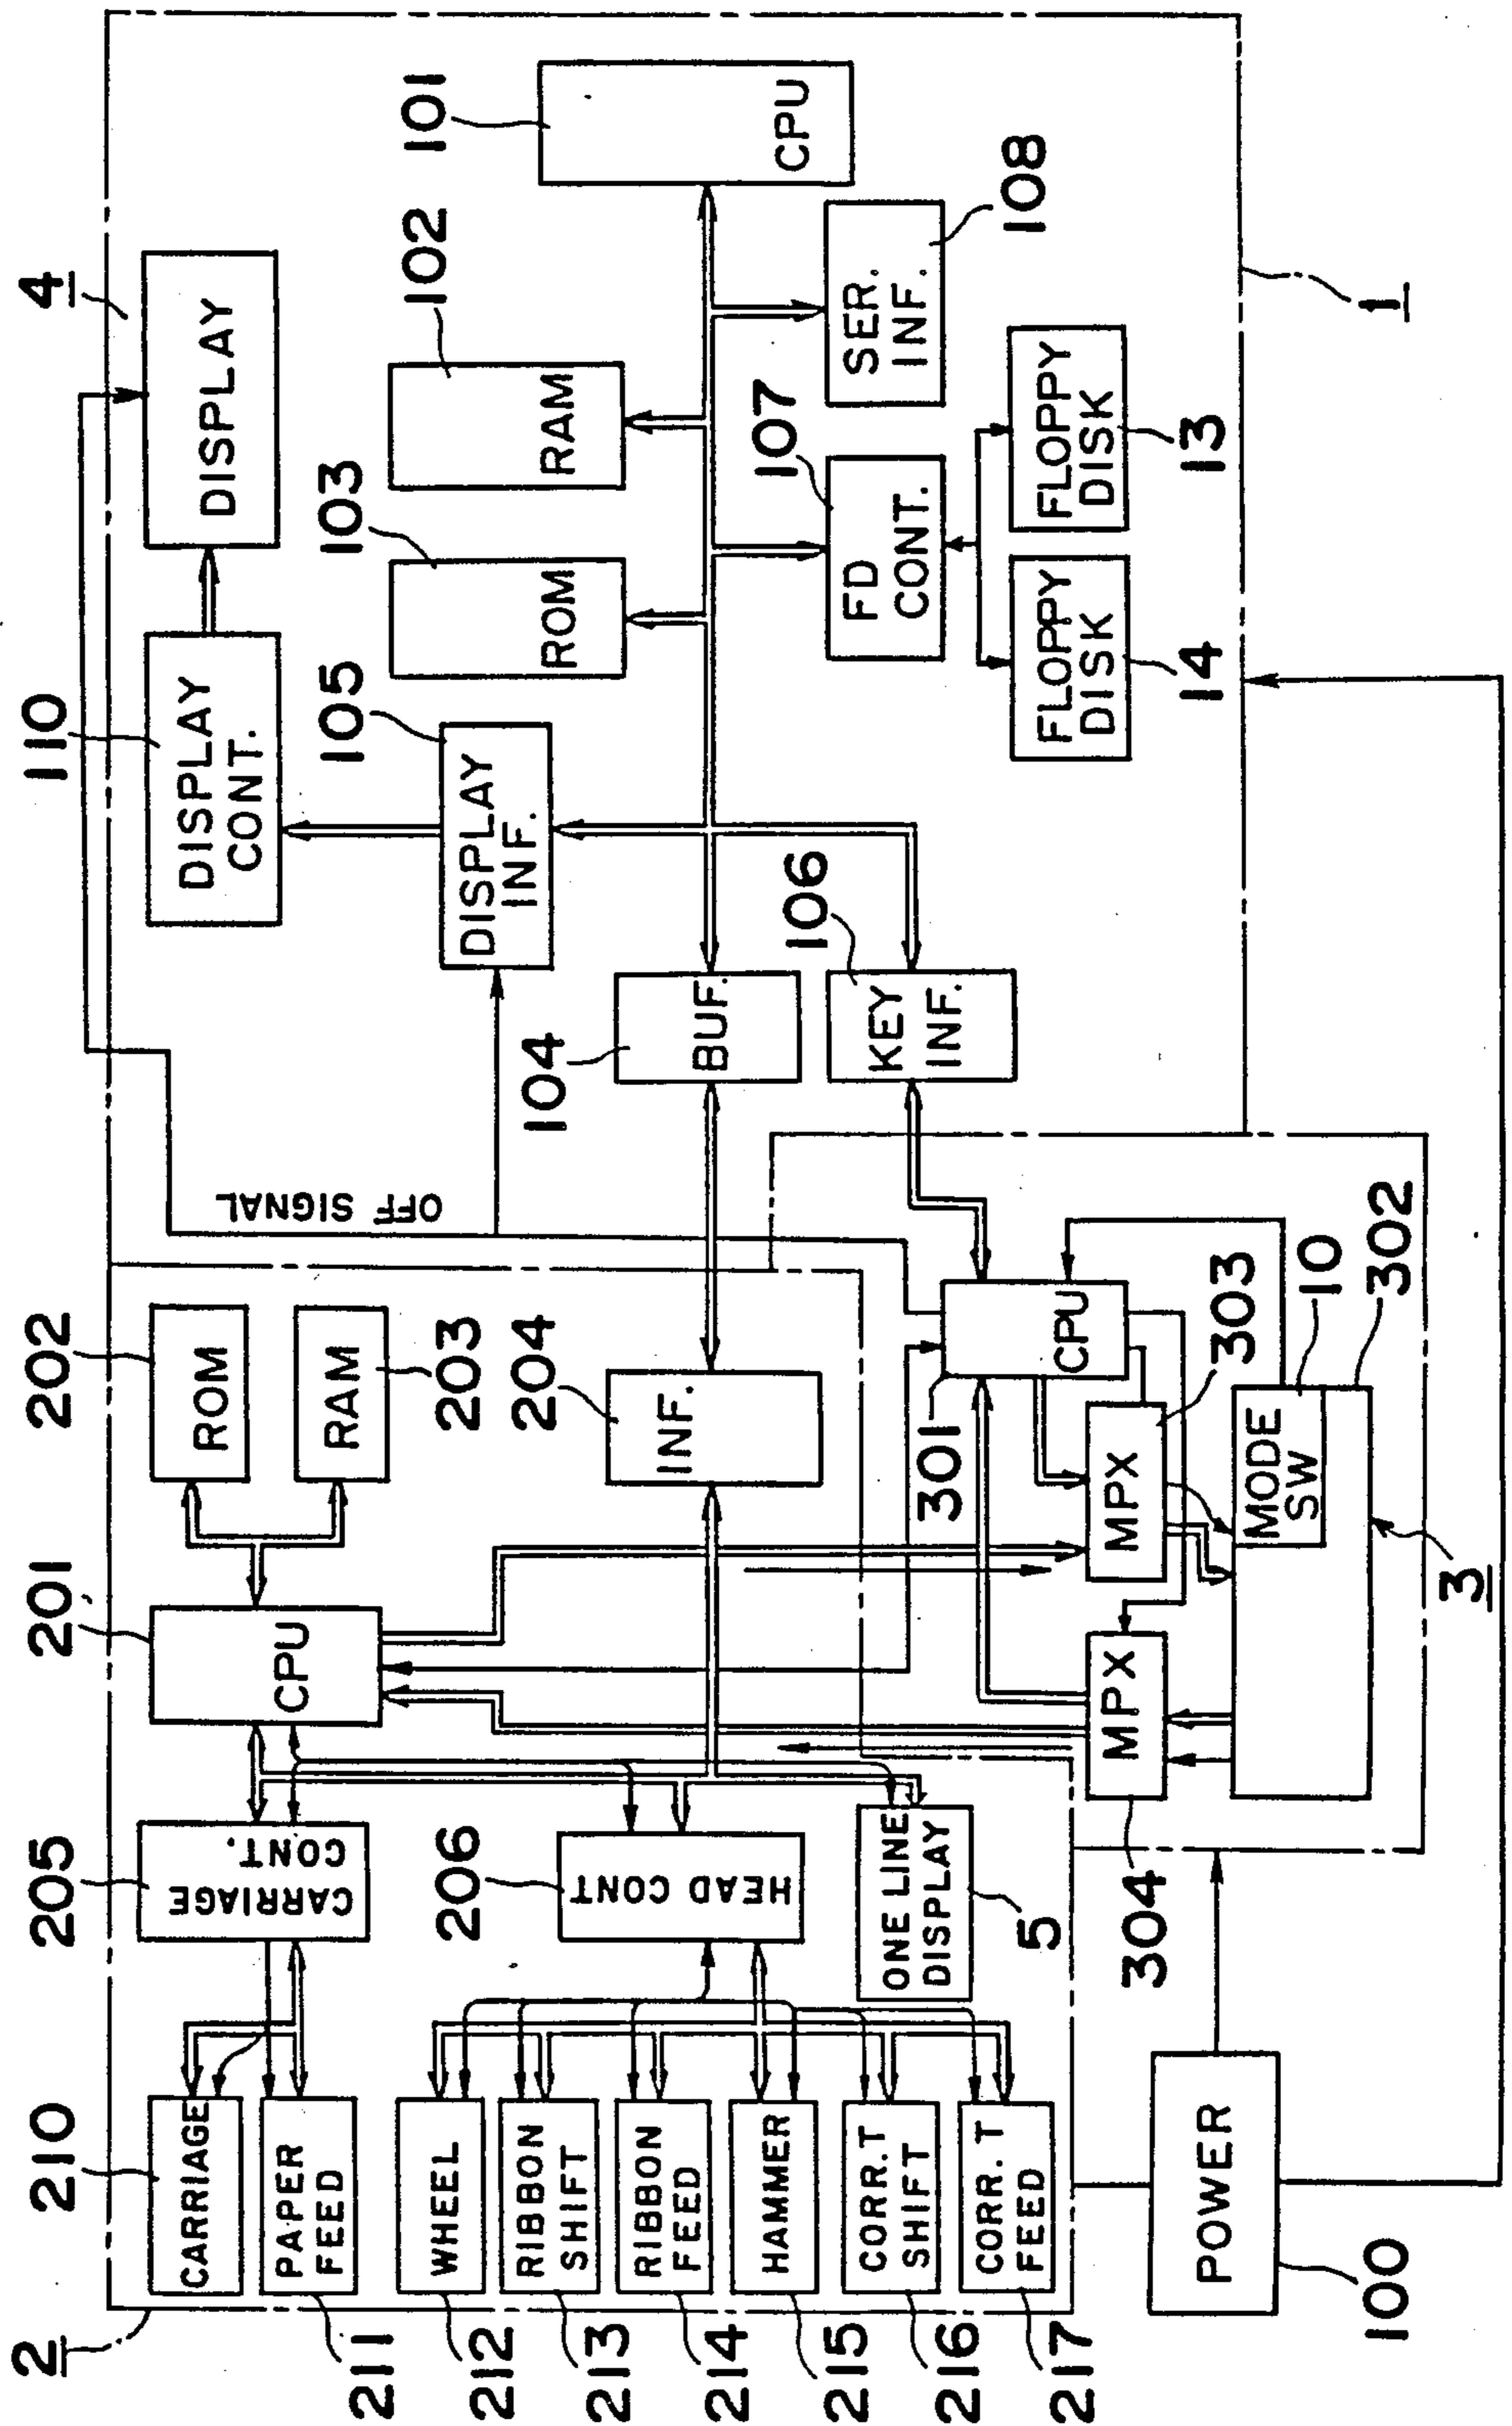 2
210
CARRIAGE
PAPER
FEED
211
212
WHEEL
213
RIBBON
SHIFT
214
RIBBON
FEED
215
HAMMER
216
CORR.T
SHIFT
217
CORR.T
FEED
205
CARRIAGE
CONT.
206
HEAD CONT
ONE LINE
DISPLAY
5
201
CPU
202
ROM
RAM
203
204
INF.
OFF SIGNAL
110
DISPLAY
CONT.
4
DISPLAY
105
DISPLAY
INF.
103
ROM
102
RAM
101
CPU
104
BUF.
106
KEY
INF.
107
FD
CONT.
SER.
INF.
108
FLOPPY
DISK
14
FLOPPY
DISK
13
1
301
CPU
303
MPX
304
MPX
MODE
SW
10
302
3
POWER
100